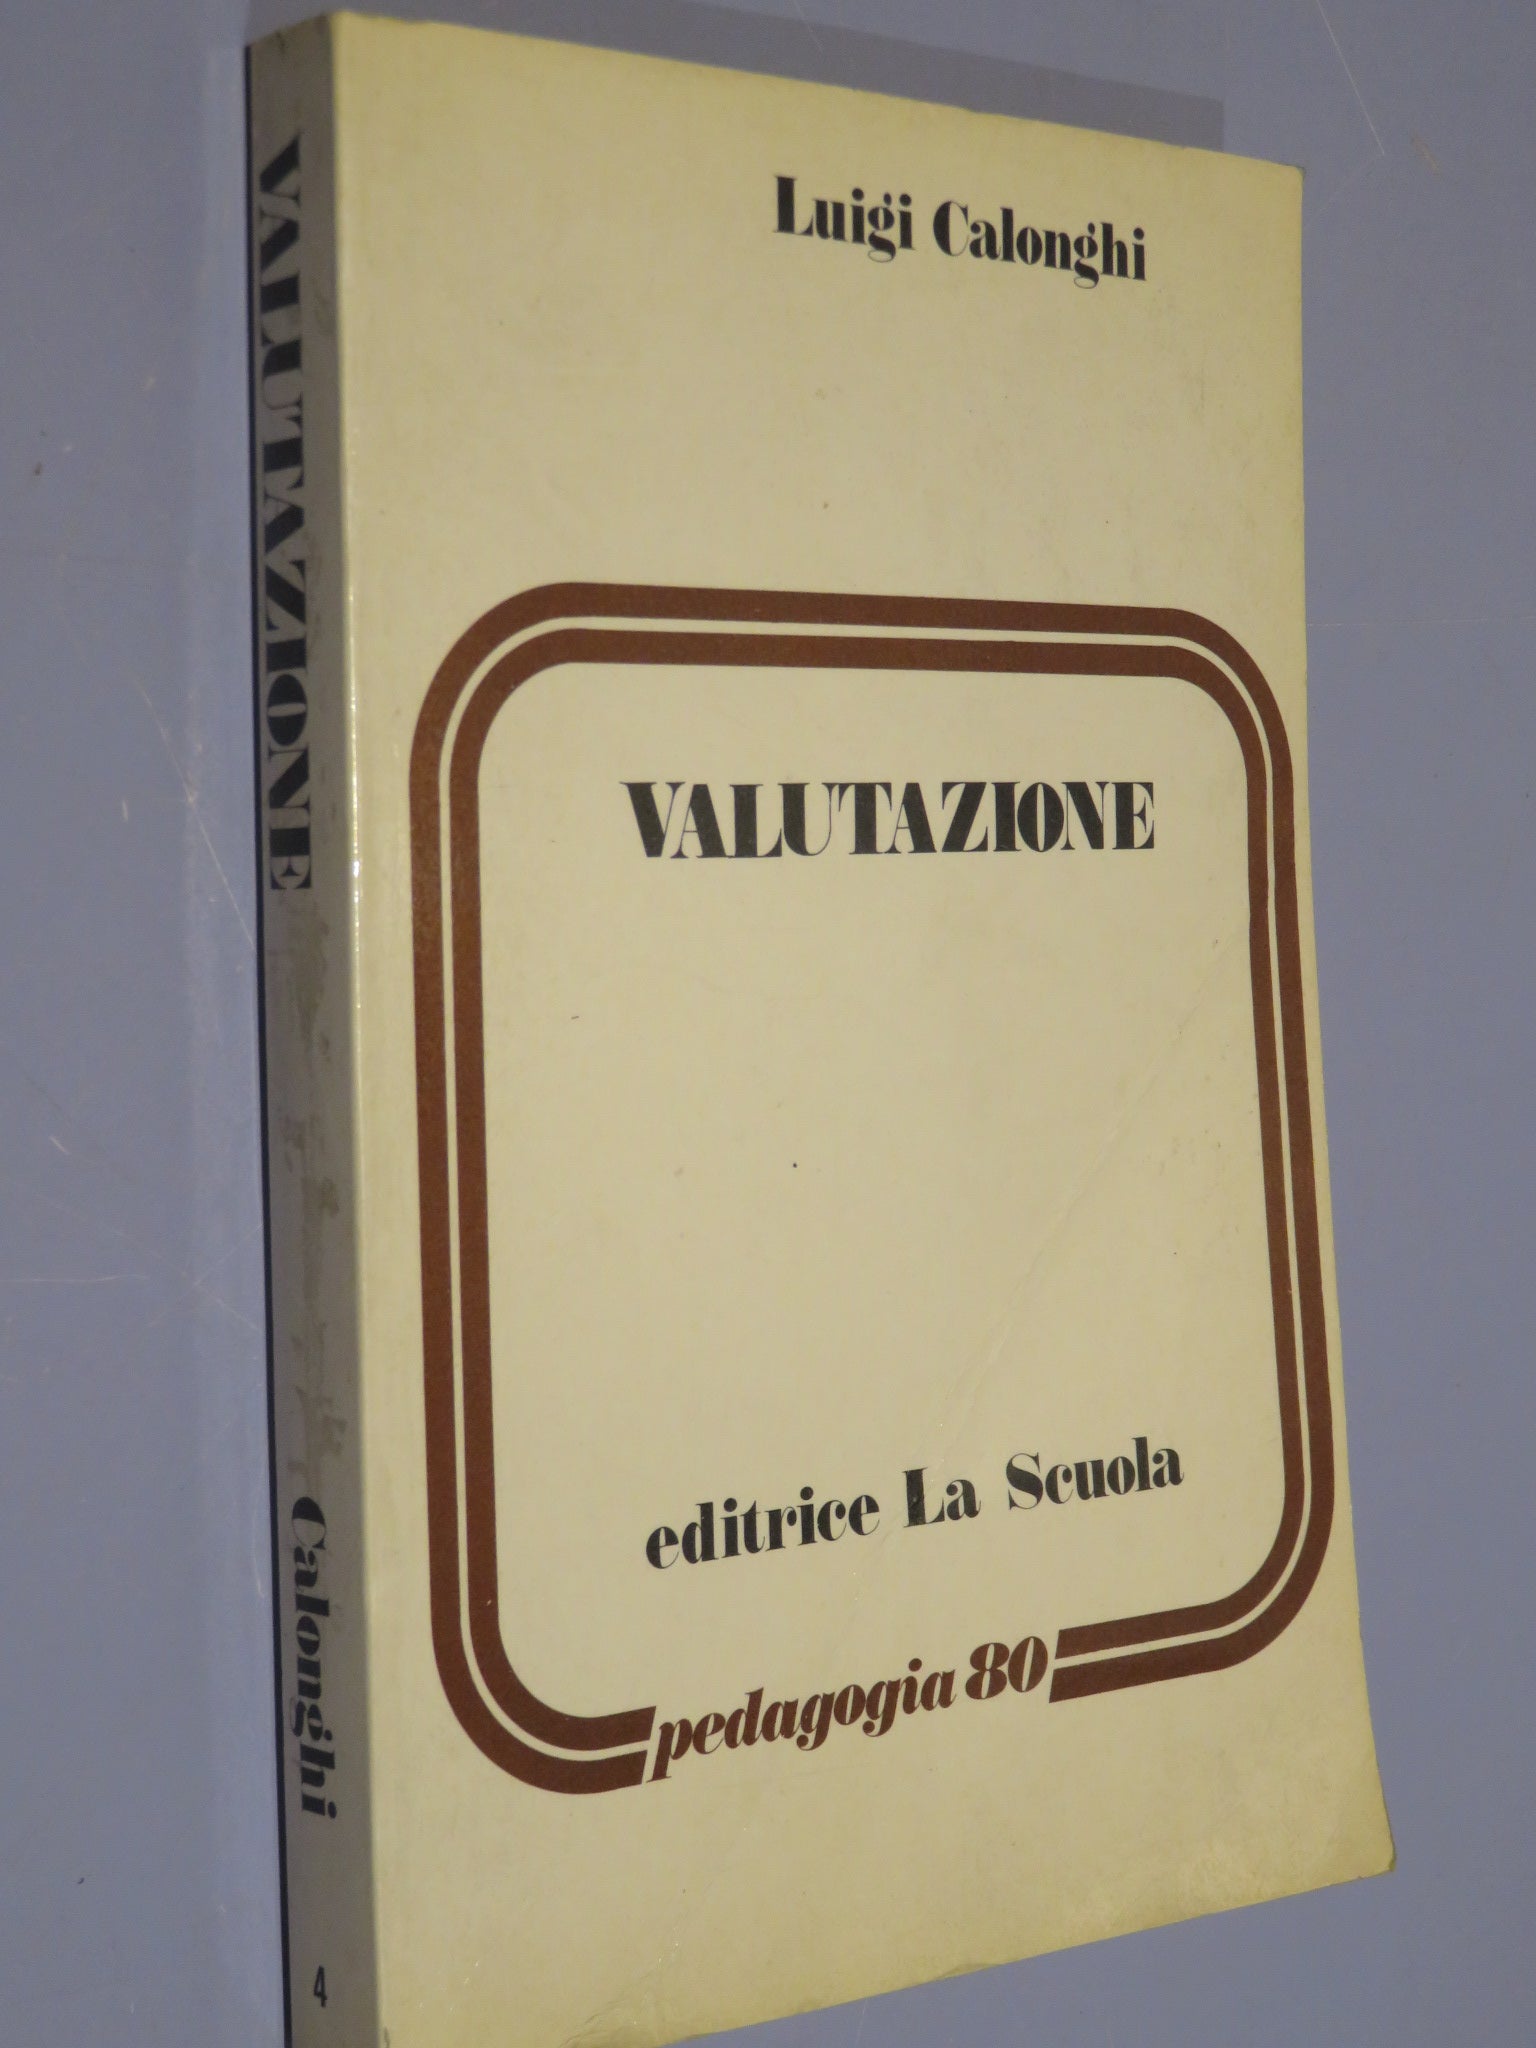 Luigi Calonghi
VALUTAZIONE
editrice La Scuola
pedagogia 80
VALUTAZIONE
Calonghi
4